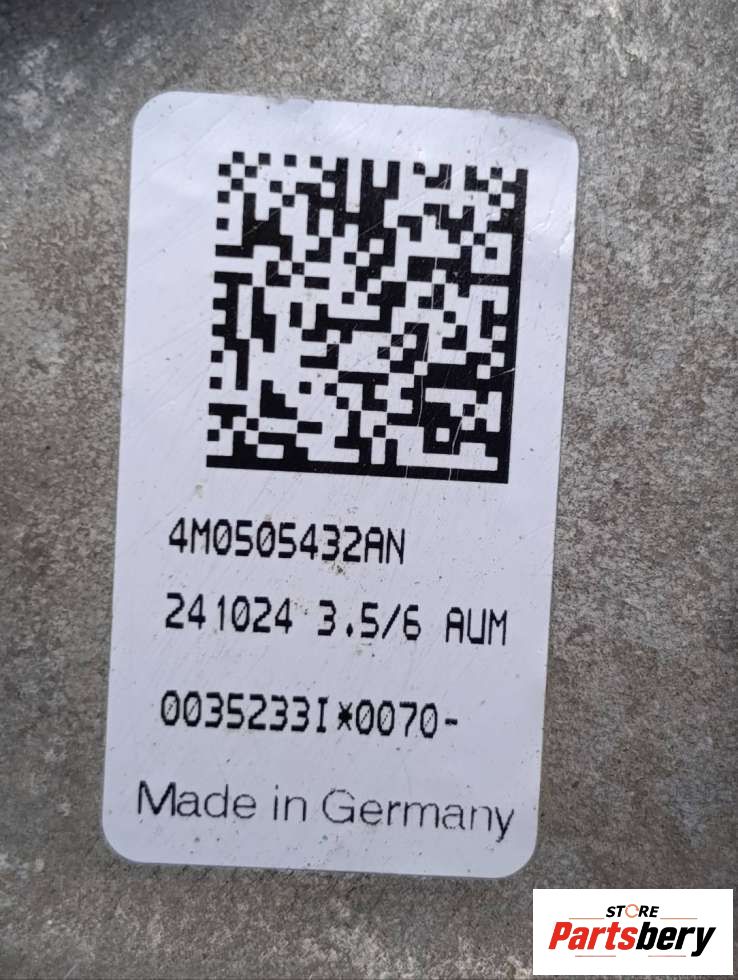 4M0505432AN
241024 3.5/6 AUM
0035233I*0070-
Made in Germany
STORE
Partsbery